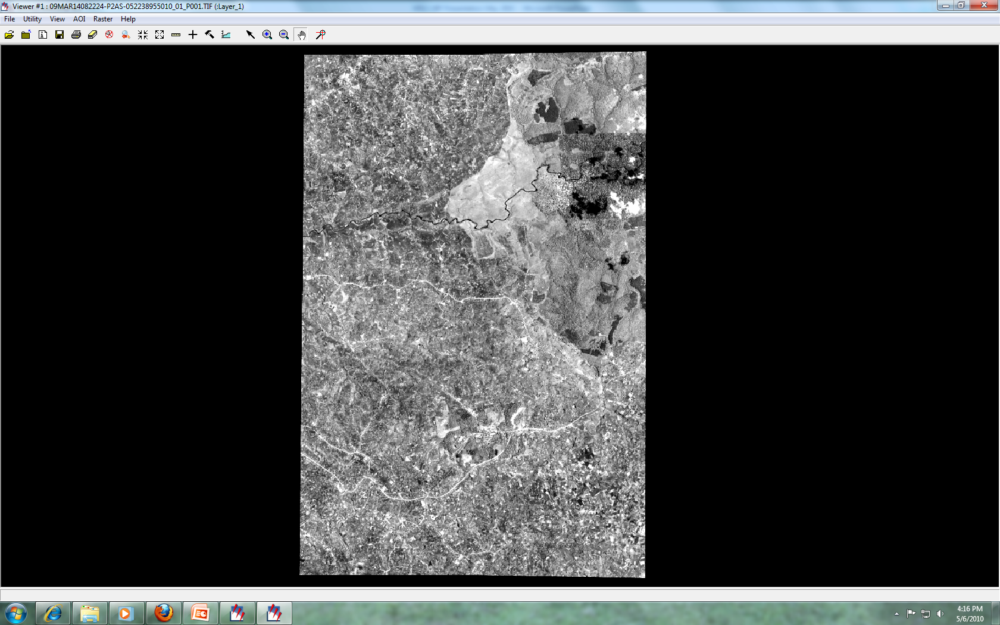 Viewer #1 : 09MAR14082224-P2AS-052238955010_01_P001.TIF (:Layer_1)
File Utility View AOI Raster Help
4:16 PM
5/6/2010